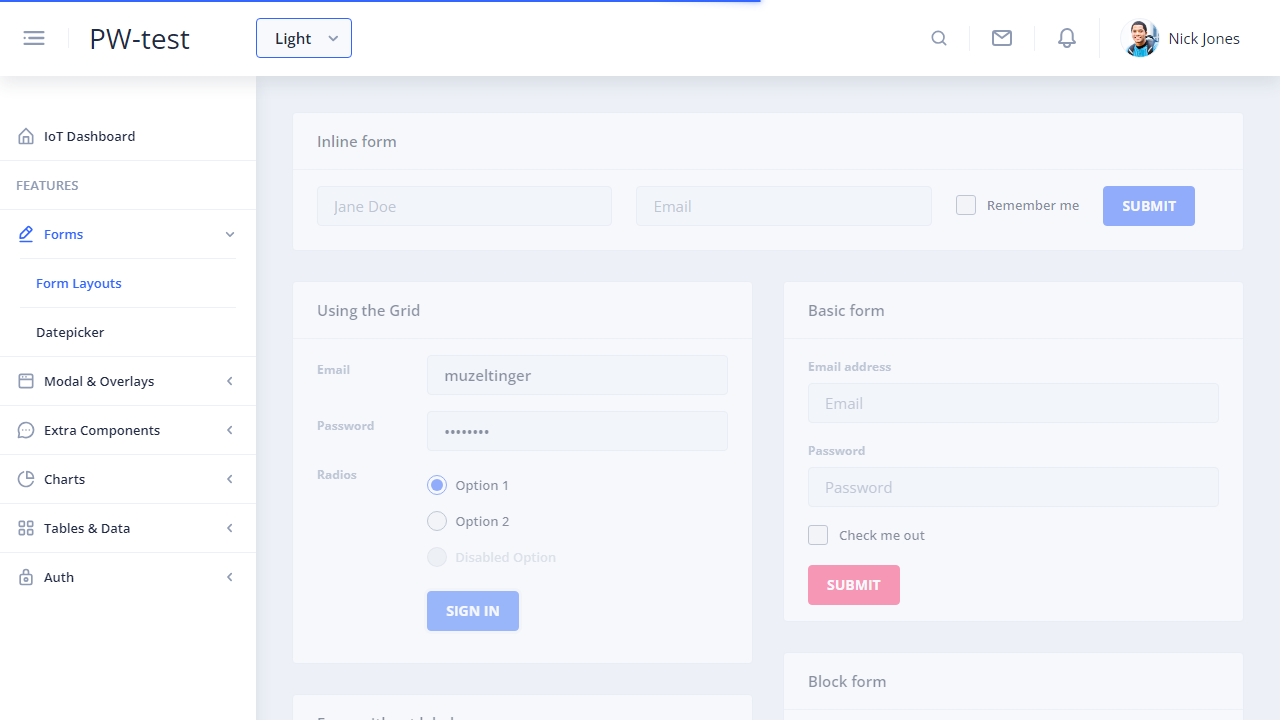 PW-test
Light
Nick Jones
IoT Dashboard
FEATURES
Forms
Form Layouts
Datepicker
Modal & Overlays
Extra Components
Charts
Tables & Data
Auth
Inline form
Jane Doe
Email
Remember me
SUBMIT
Using the Grid
Email
muzeltinger
Password
••••••••
Radios
Option 1
Option 2
Disabled Option
SIGN IN
Basic form
Email address
Email
Password
Password
Check me out
SUBMIT
Block form